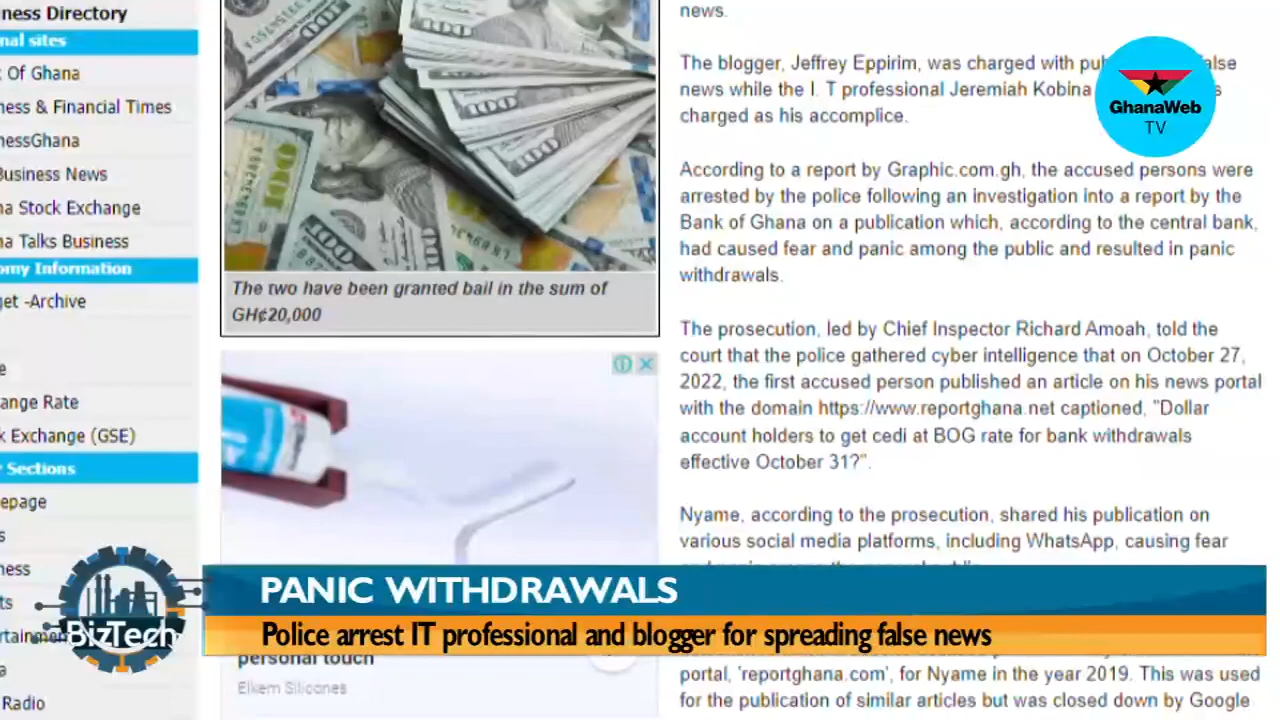 ness Directory
nal sites
Of Ghana
ness & Financial Times
nessGhana
Business News
na Stock Exchange
na Talks Business
omy Information
get -Archive
e
ange Rate
k Exchange (GSE)
Sections
epage
s
ness
ts
rtainmen
a
Radio
BizTech
The two have been granted bail in the sum of
GH¢20,000
personal touch
Elkem Silicones
news.
The blogger, Jeffrey Eppirim, was charged with pub alse
news while the I. T professional Jeremiah Kobina s
charged as his accomplice.
According to a report by Graphic.com.gh, the accused persons were
arrested by the police following an investigation into a report by the
Bank of Ghana on a publication which, according to the central bank,
had caused fear and panic among the public and resulted in panic
withdrawals.
The prosecution, led by Chief Inspector Richard Amoah, told the
court that the police gathered cyber intelligence that on October 27,
2022, the first accused person published an article on his news portal
with the domain https://www.reportghana.net captioned, "Dollar
account holders to get cedi at BOG rate for bank withdrawals
effective October 31?".
Nyame, according to the prosecution, shared his publication on
various social media platforms, including WhatsApp, causing fear
portal, 'reportghana.com', for Nyame in the year 2019. This was used
for the publication of similar articles but was closed down by Google
GhanaWeb
TV
PANIC WITHDRAWALS
Police arrest IT professional and blogger for spreading false news